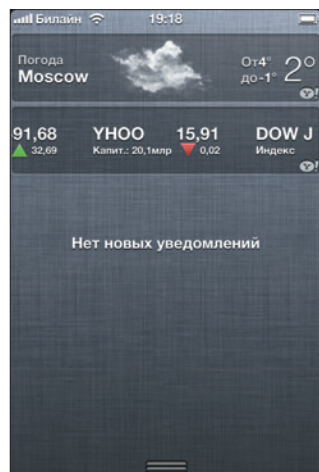 Билайн 19:18
Погода
Moscow
От4°
до-1°
2°
Y!
91,68 YHOO 15,91 DOW J
32,69 Капит.: 20,1млр 0,02 Индекс
Y!
Нет новых уведомлений